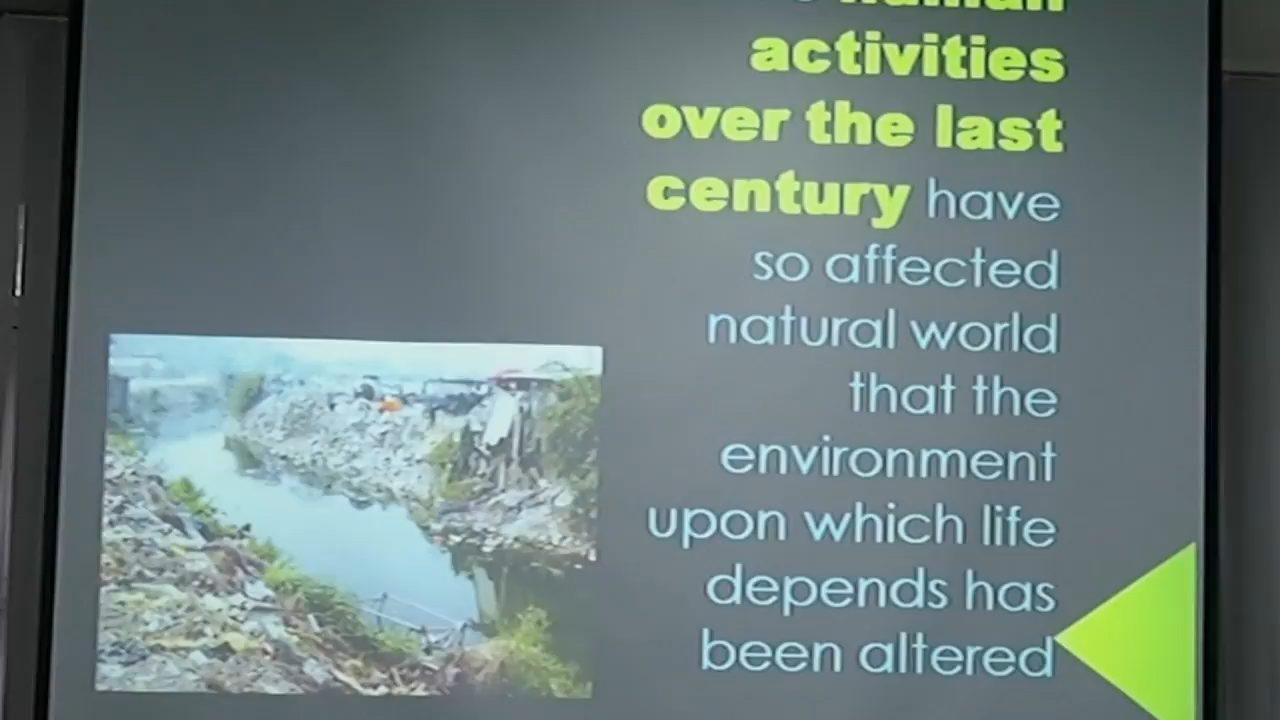 human
activities
over the last
century have
so affected
natural world
that the
environment
upon which life
depends has
been altered